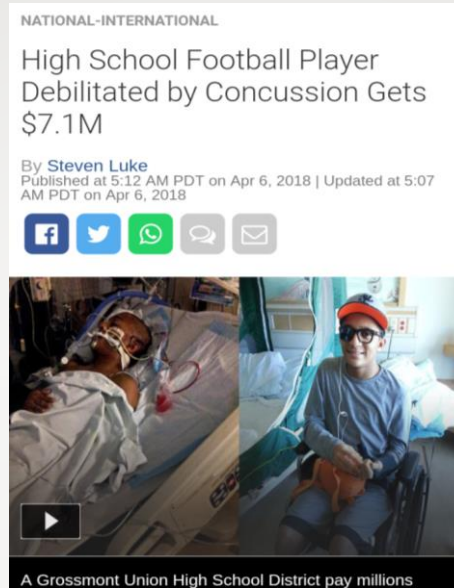 NATIONAL-INTERNATIONAL
High School Football Player
Debilitated by Concussion Gets
$7.1M
By Steven Luke
Published at 5:12 AM PDT on Apr 6, 2018 | Updated at 5:07
AM PDT on Apr 6, 2018
A Grossmont Union High School District pay millions